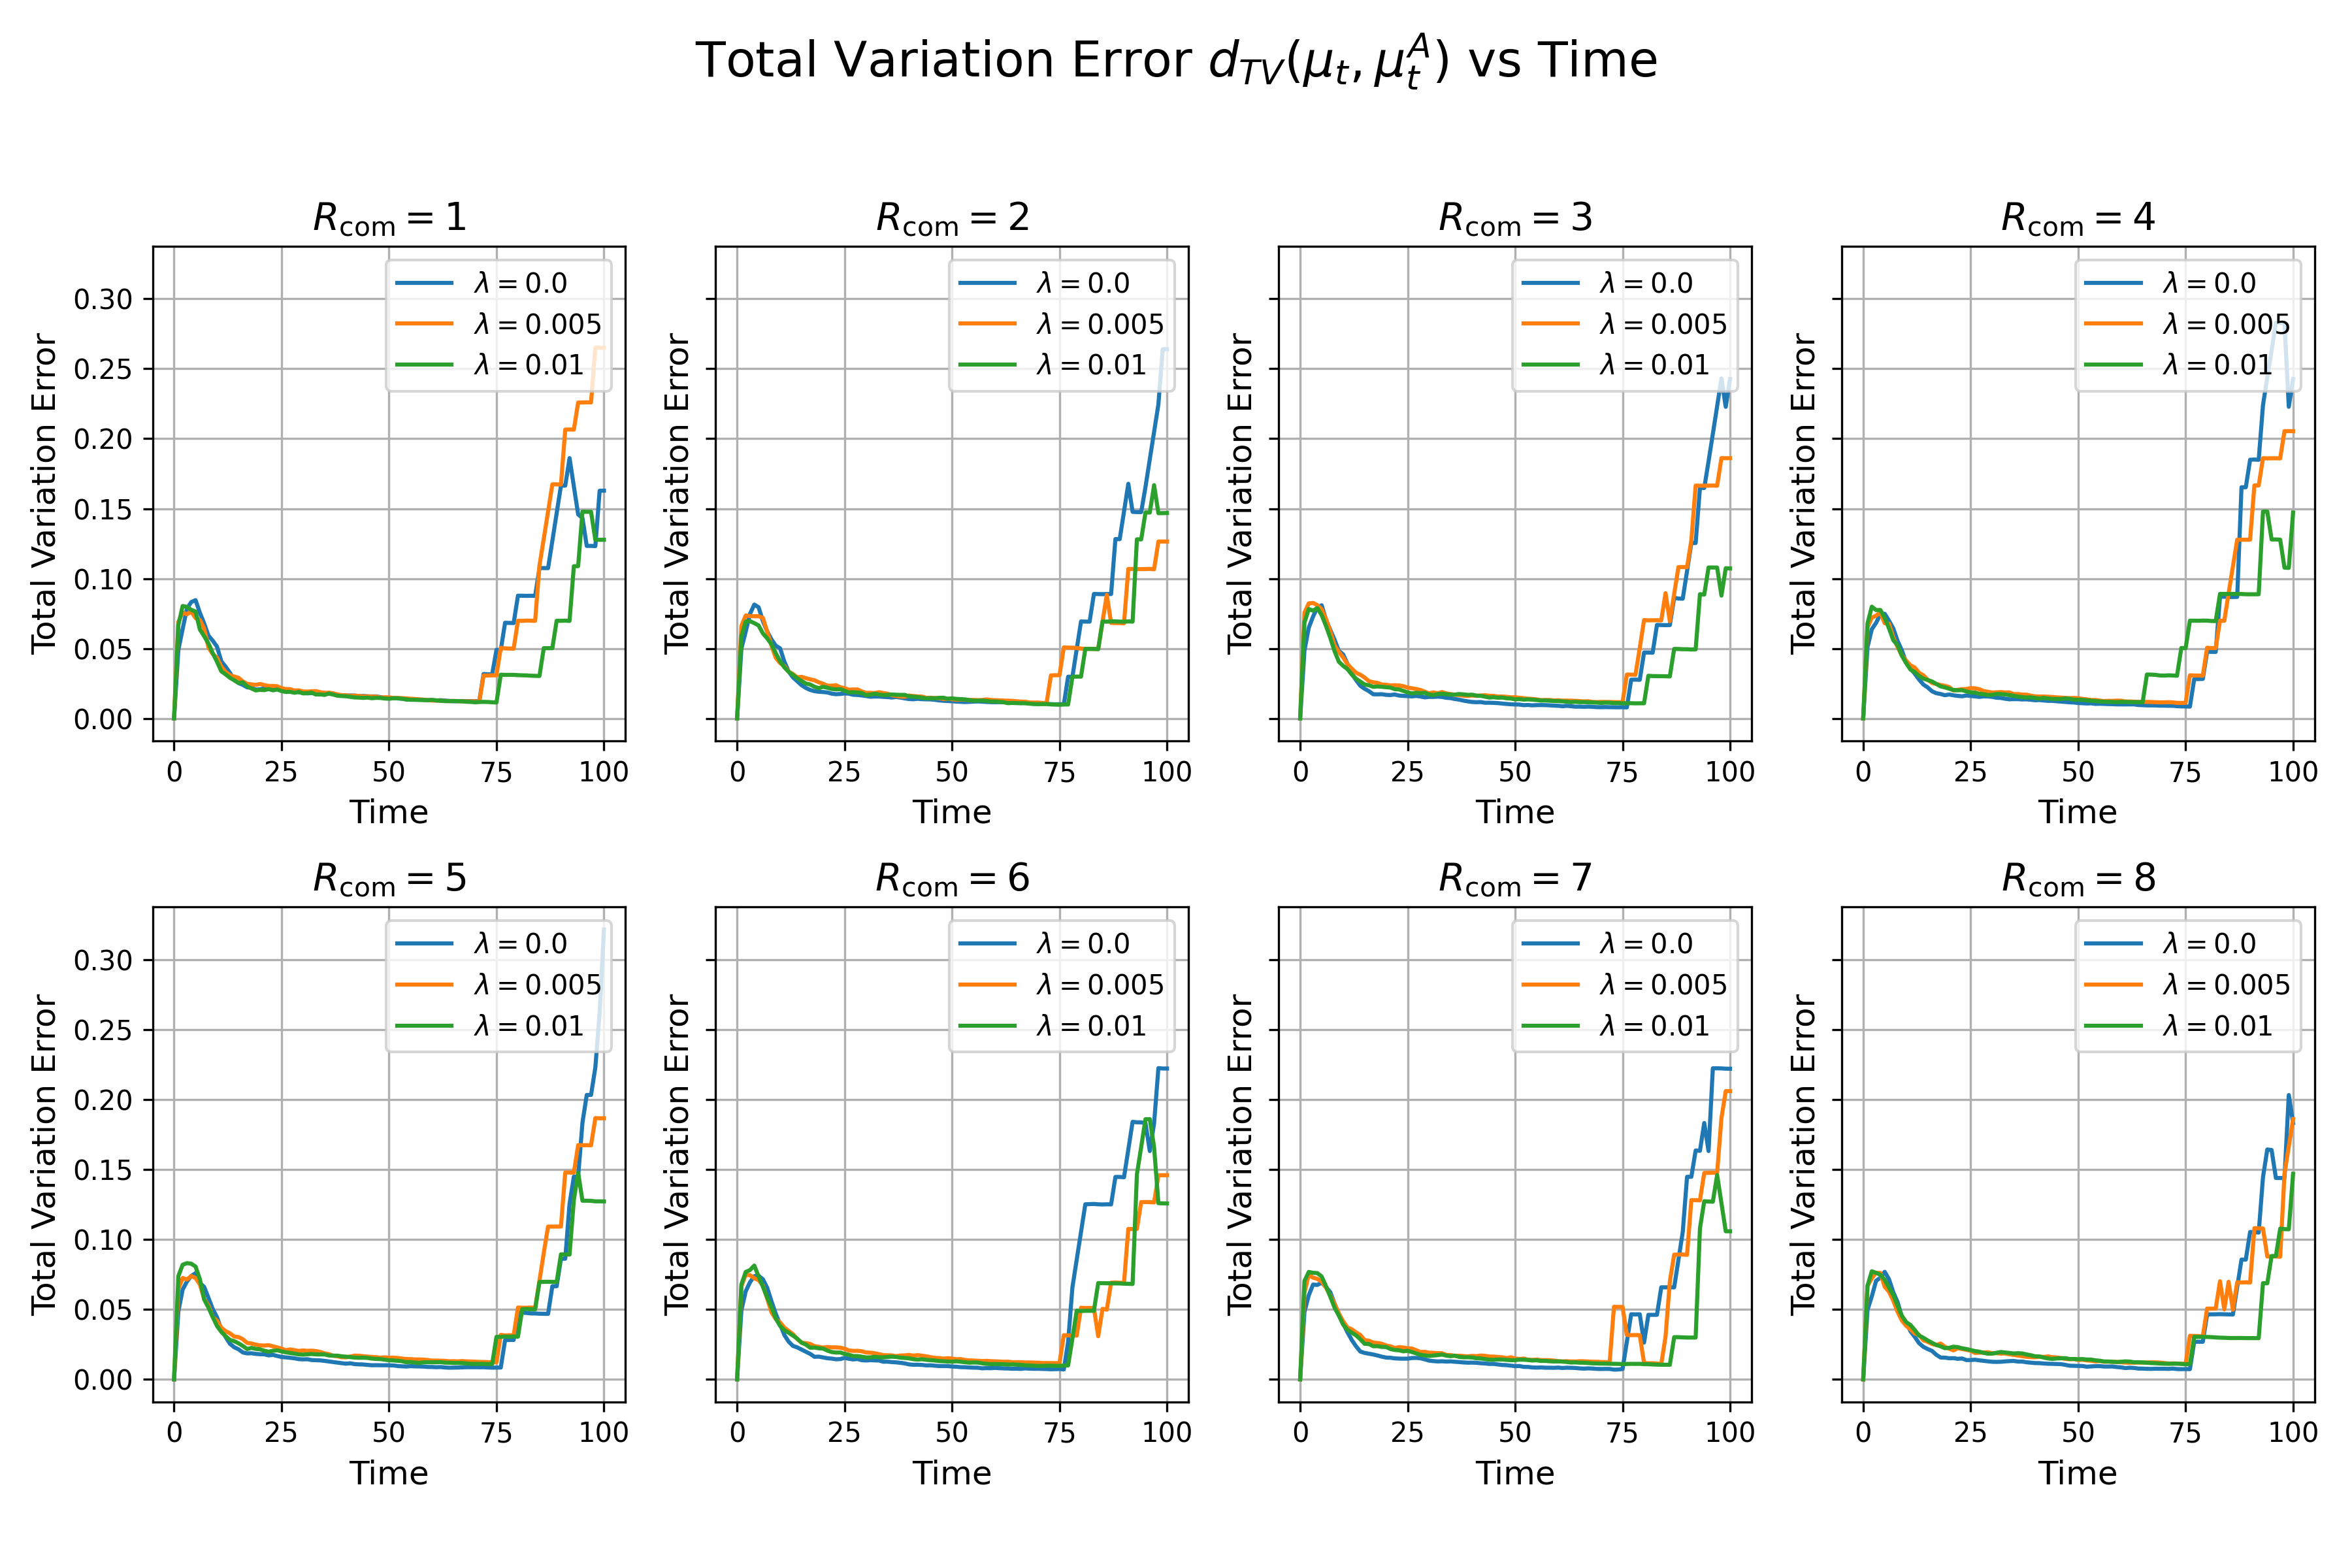 Total Variation Error d_{TV}(μ_t, μ_t^A) vs Time
R_com = 1
Total Variation Error
0.30
0.25
0.20
0.15
0.10
0.05
0.00
λ = 0.0
λ = 0.005
λ = 0.01
0 25 50 75 100
Time
R_com = 2
Total Variation Error
λ = 0.0
λ = 0.005
λ = 0.01
0 25 50 75 100
Time
R_com = 3
Total Variation Error
λ = 0.0
λ = 0.005
λ = 0.01
0 25 50 75 100
Time
R_com = 4
Total Variation Error
λ = 0.0
λ = 0.005
λ = 0.01
0 25 50 75 100
Time
R_com = 5
Total Variation Error
0.30
0.25
0.20
0.15
0.10
0.05
0.00
λ = 0.0
λ = 0.005
λ = 0.01
0 25 50 75 100
Time
R_com = 6
Total Variation Error
λ = 0.0
λ = 0.005
λ = 0.01
0 25 50 75 100
Time
R_com = 7
Total Variation Error
λ = 0.0
λ = 0.005
λ = 0.01
0 25 50 75 100
Time
R_com = 8
Total Variation Error
λ = 0.0
λ = 0.005
λ = 0.01
0 25 50 75 100
Time